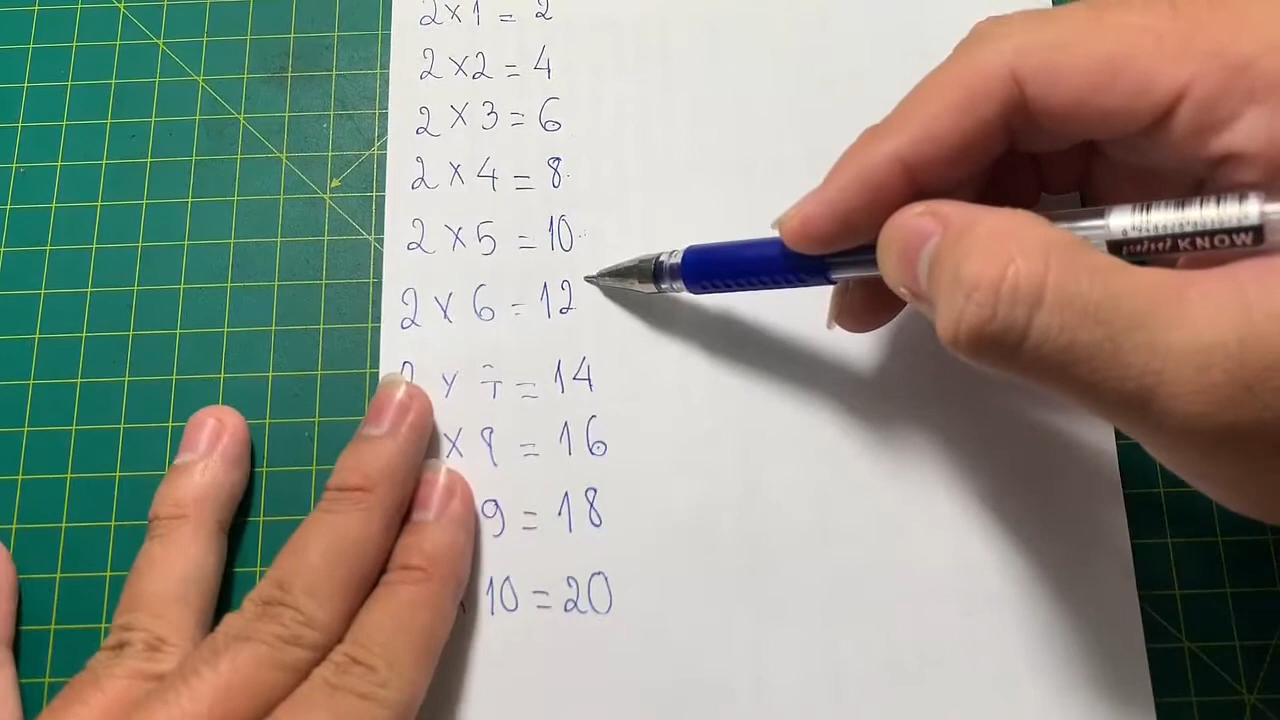 2 x 1 = 2
2 x 2 = 4
2 x 3 = 6
2 x 4 = 8
2 x 5 = 10
2 x 6 = 12
2 x 7 = 14
x 8 = 16
9 = 18
10 = 20
KNOW